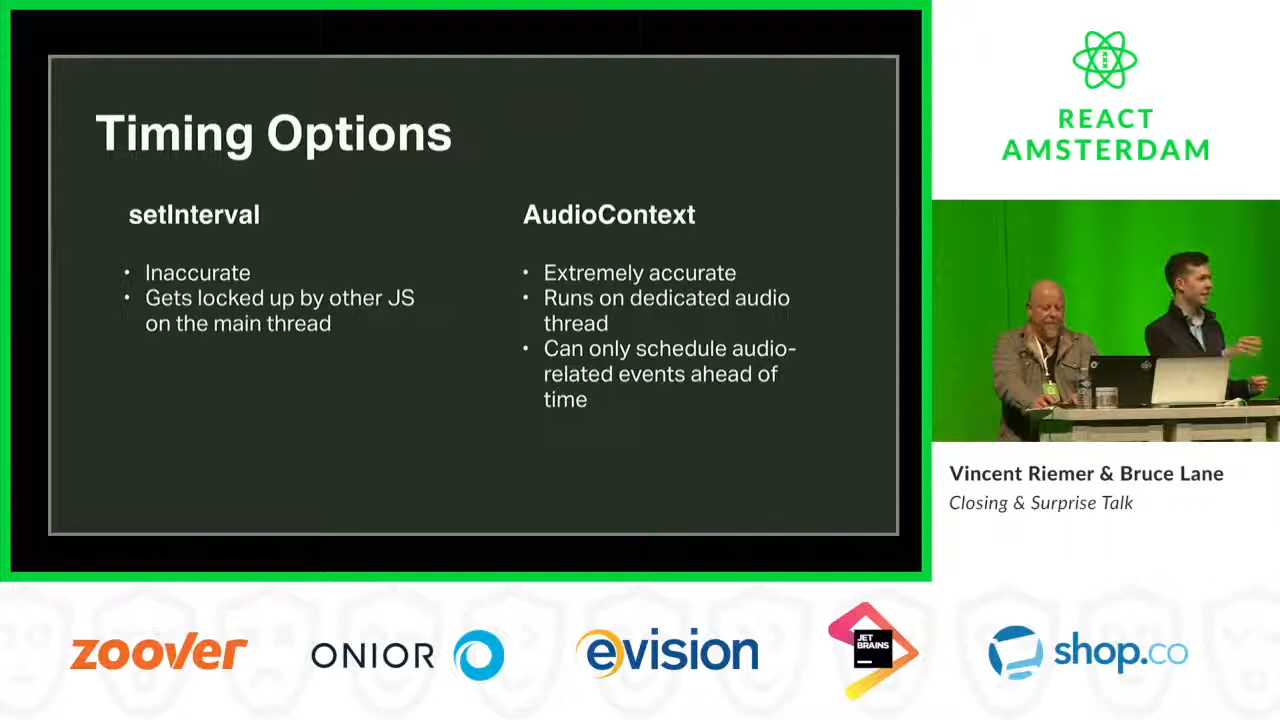 Timing Options
setInterval
• Inaccurate
• Gets locked up by other JS
on the main thread
AudioContext
• Extremely accurate
• Runs on dedicated audio
thread
• Can only schedule audio-
related events ahead of
time
REACT
AMSTERDAM
Vincent Riemer & Bruce Lane
Closing & Surprise Talk
zoover
ONIOR
evision
JET
BRAINS
shop.co